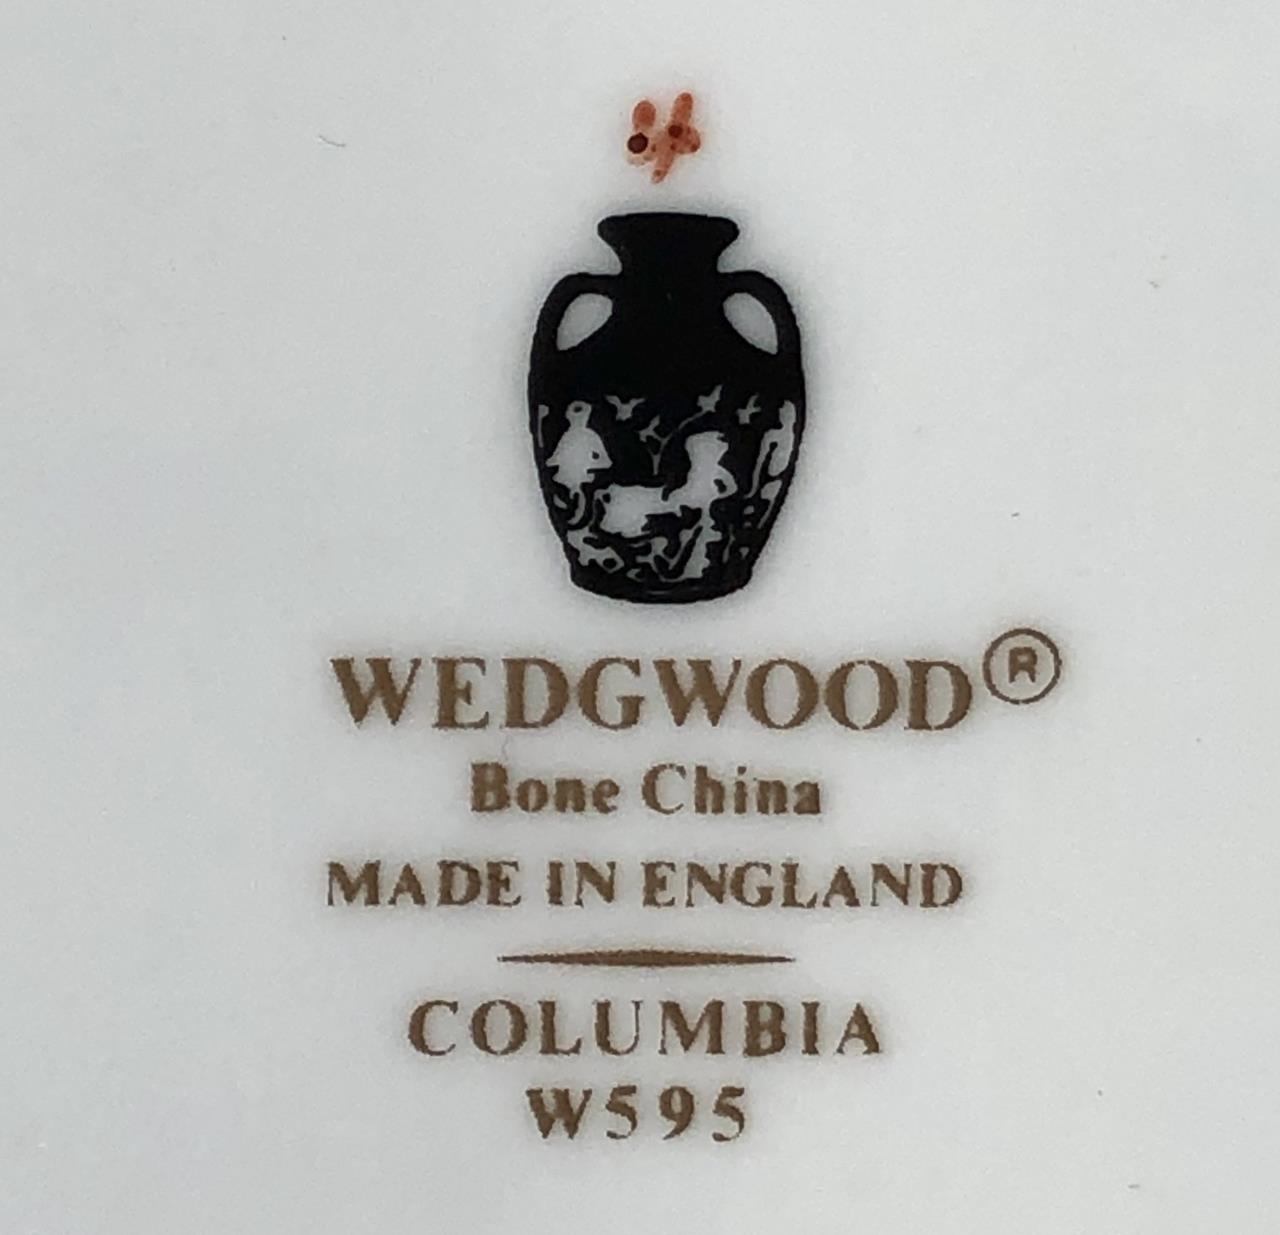 WEDGWOOD®
Bone China
MADE IN ENGLAND
COLUMBIA
W595